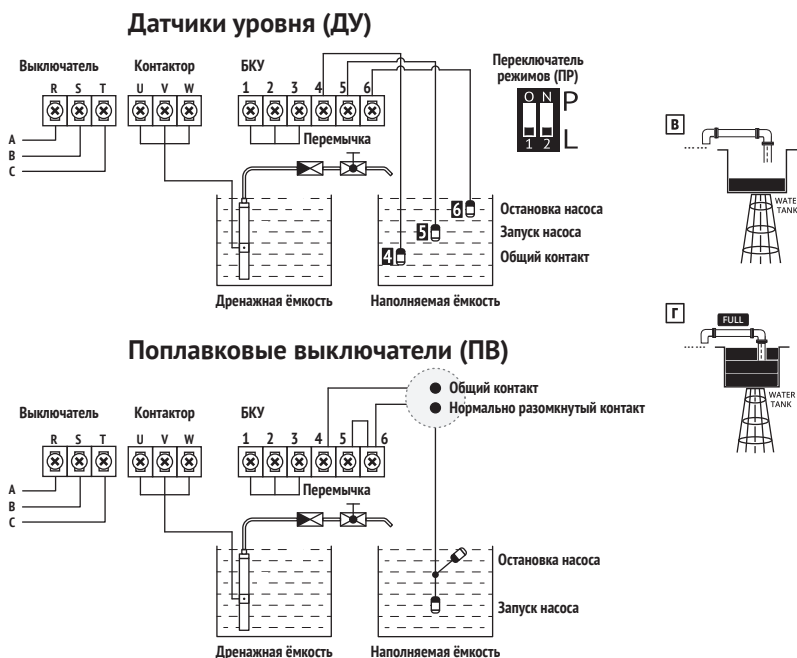 Датчики уровня (ДУ)
Выключатель
Контактор
БКУ
Переключатель
режимов (ПР)
R S T
U V W
1 2 3 4 5 6
O N
P
1 2
L
A
B
C
Перемычка
6
Остановка насоса
5
Запуск насоса
4
Общий контакт
Дренажная ёмкость
Наполняемая ёмкость
В
WATE
TANK
Г
FULL
WATER
TANK
Поплавковые выключатели (ПВ)
Общий контакт
Нормально разомкнутый контакт
Выключатель
Контактор
БКУ
R S T
U V W
1 2 3 4 5 6
A
B
C
Перемычка
Остановка насоса
Запуск насоса
Дренажная ёмкость
Наполняемая ёмкость